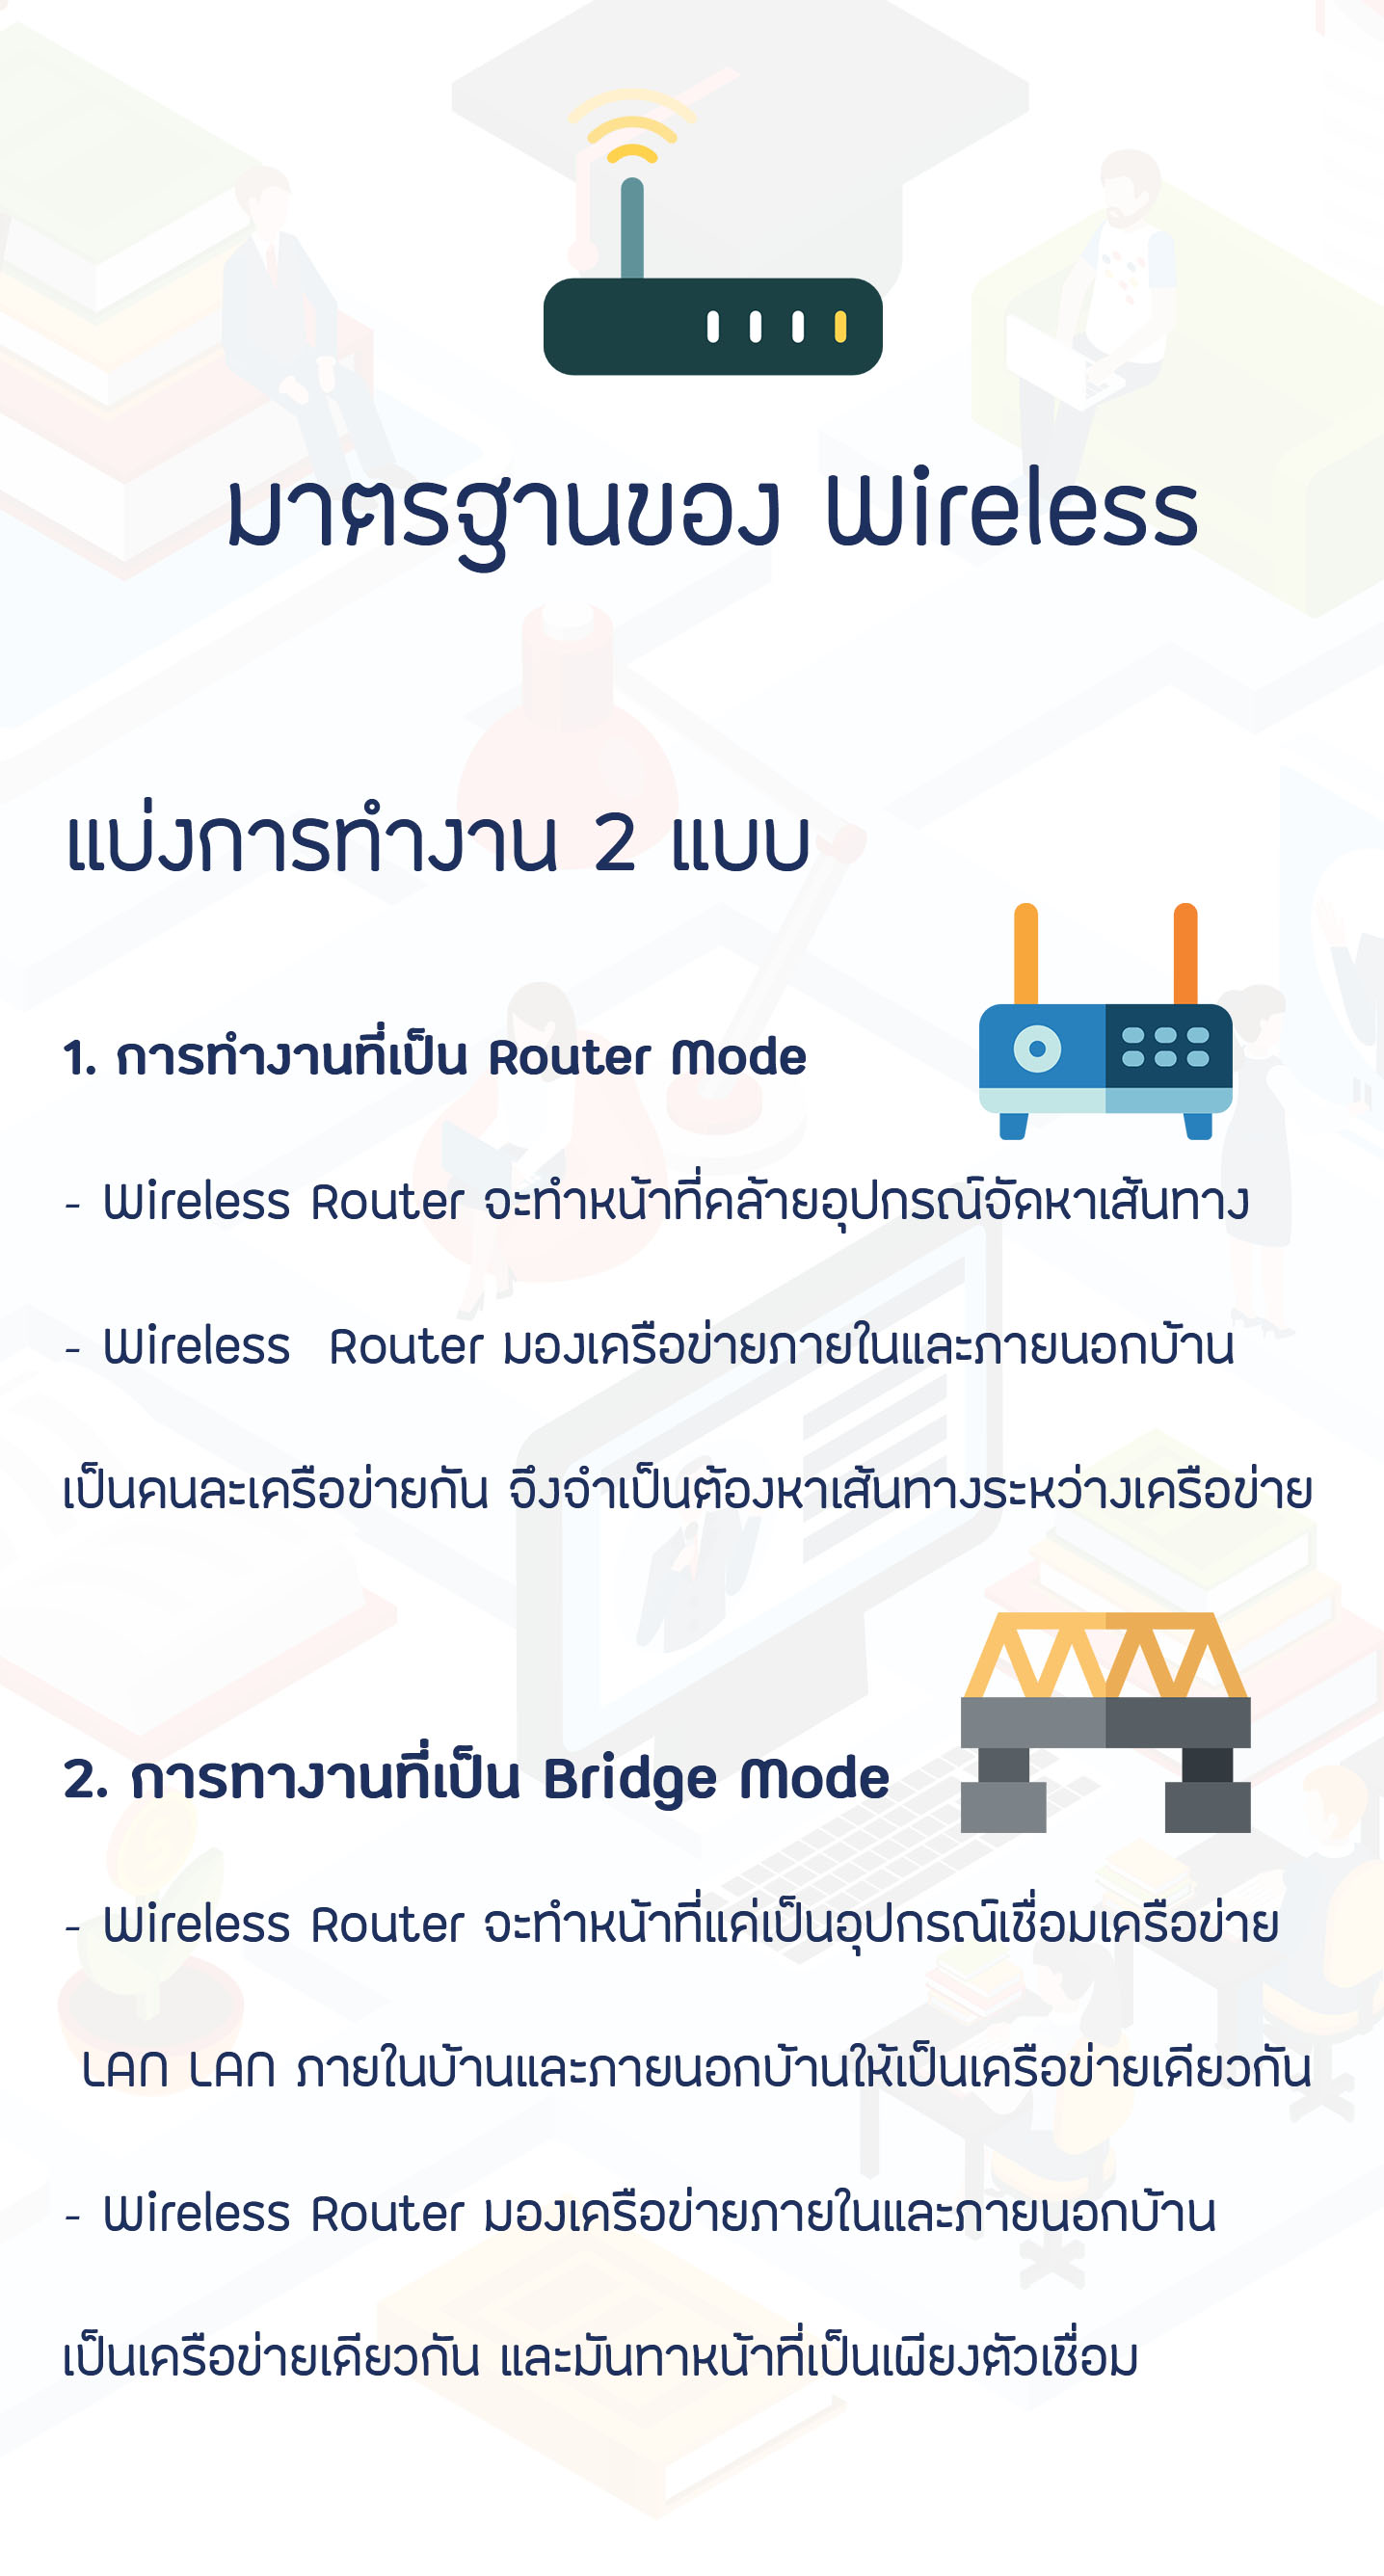 มาตรฐานของ Wireless
แบ่งการทำงาน 2 แบบ
1. การทำงานที่เป็น Router Mode
- Wireless Router จะทำหน้าที่คล้ายอุปกรณ์จัดหาเส้นทาง
- Wireless  Router มองเครือข่ายภายในและภายนอกบ้าน
เป็นคนละเครือข่ายกัน จึงจำเป็นต้องหาเส้นทางระหว่างเครือข่าย
2. การทางานที่เป็น Bridge Mode
- Wireless Router จะทำหน้าที่แค่เป็นอุปกรณ์เชื่อมเครือข่าย
LAN LAN ภายในบ้านและภายนอกบ้านให้เป็นเครือข่ายเดียวกัน
- Wireless Router มองเครือข่ายภายในและภายนอกบ้าน
เป็นเครือข่ายเดียวกัน และมันทาหน้าที่เป็นเพียงตัวเชื่อม